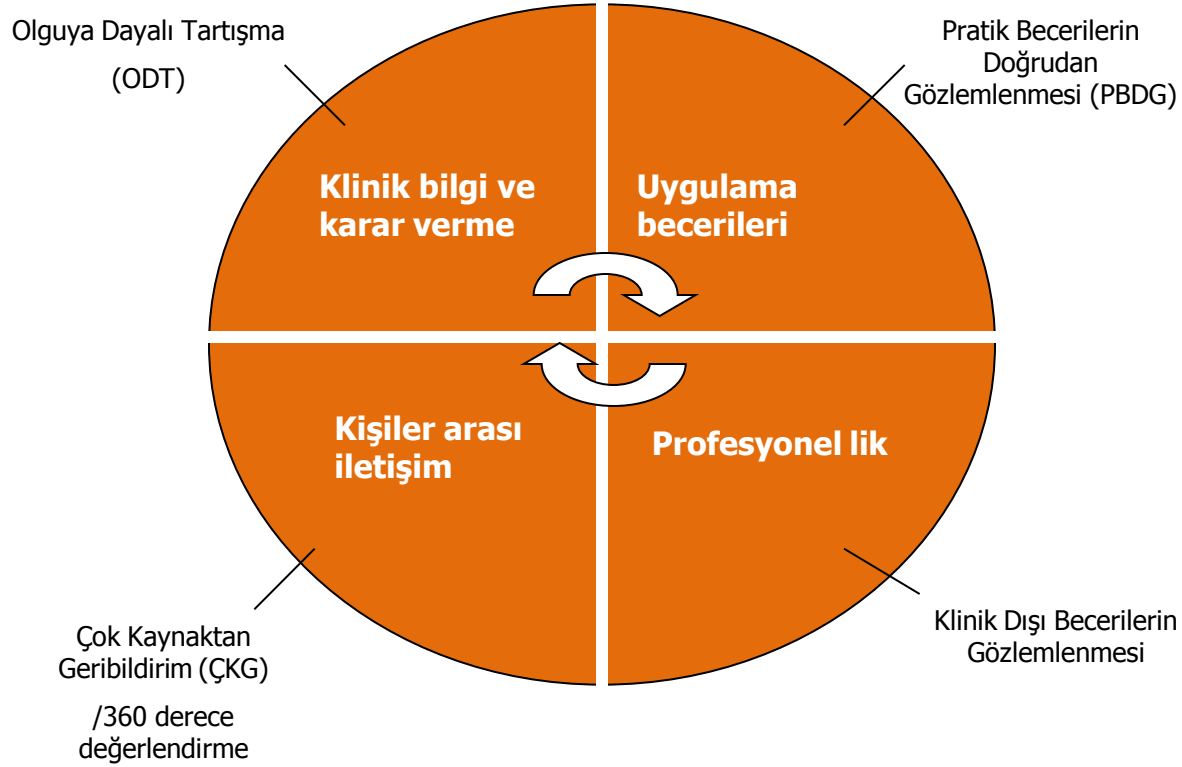 Olguya Dayalı Tartışma
(ODT)
Pratik Becerilerin
Doğrudan
Gözlemlenmesi (PBDG)
Klinik bilgi ve
karar verme
Uygulama
becerileri
Kişiler arası
iletişim
Profesyonel lik
Çok Kaynaktan
Geribildirim (ÇKG)
/360 derece
değerlendirme
Klinik Dışı Becerilerin
Gözlemlenmesi